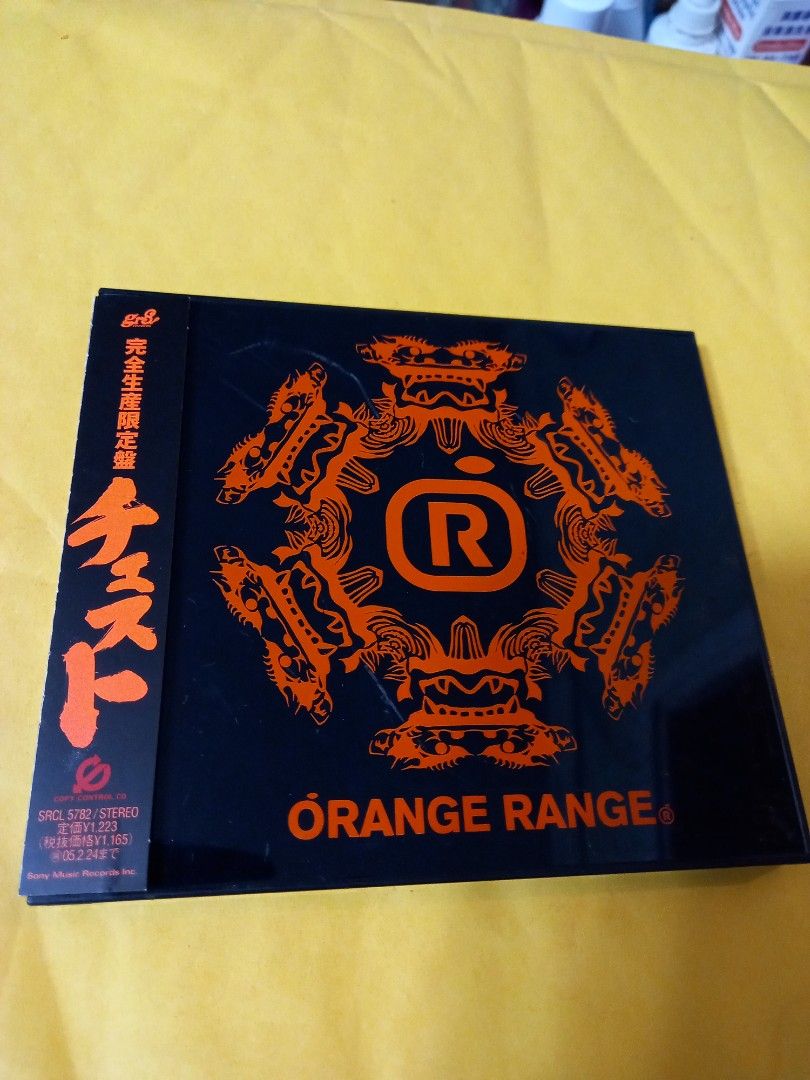 gr8!
完全生産限定盤
チェスト
COPY CONTROL CD
SRCL 5782/STEREO
定価¥1,223
(税抜価格¥1,165)
05.2.24まで
Sony Music Records Inc.
R
ORANGE RANGE®